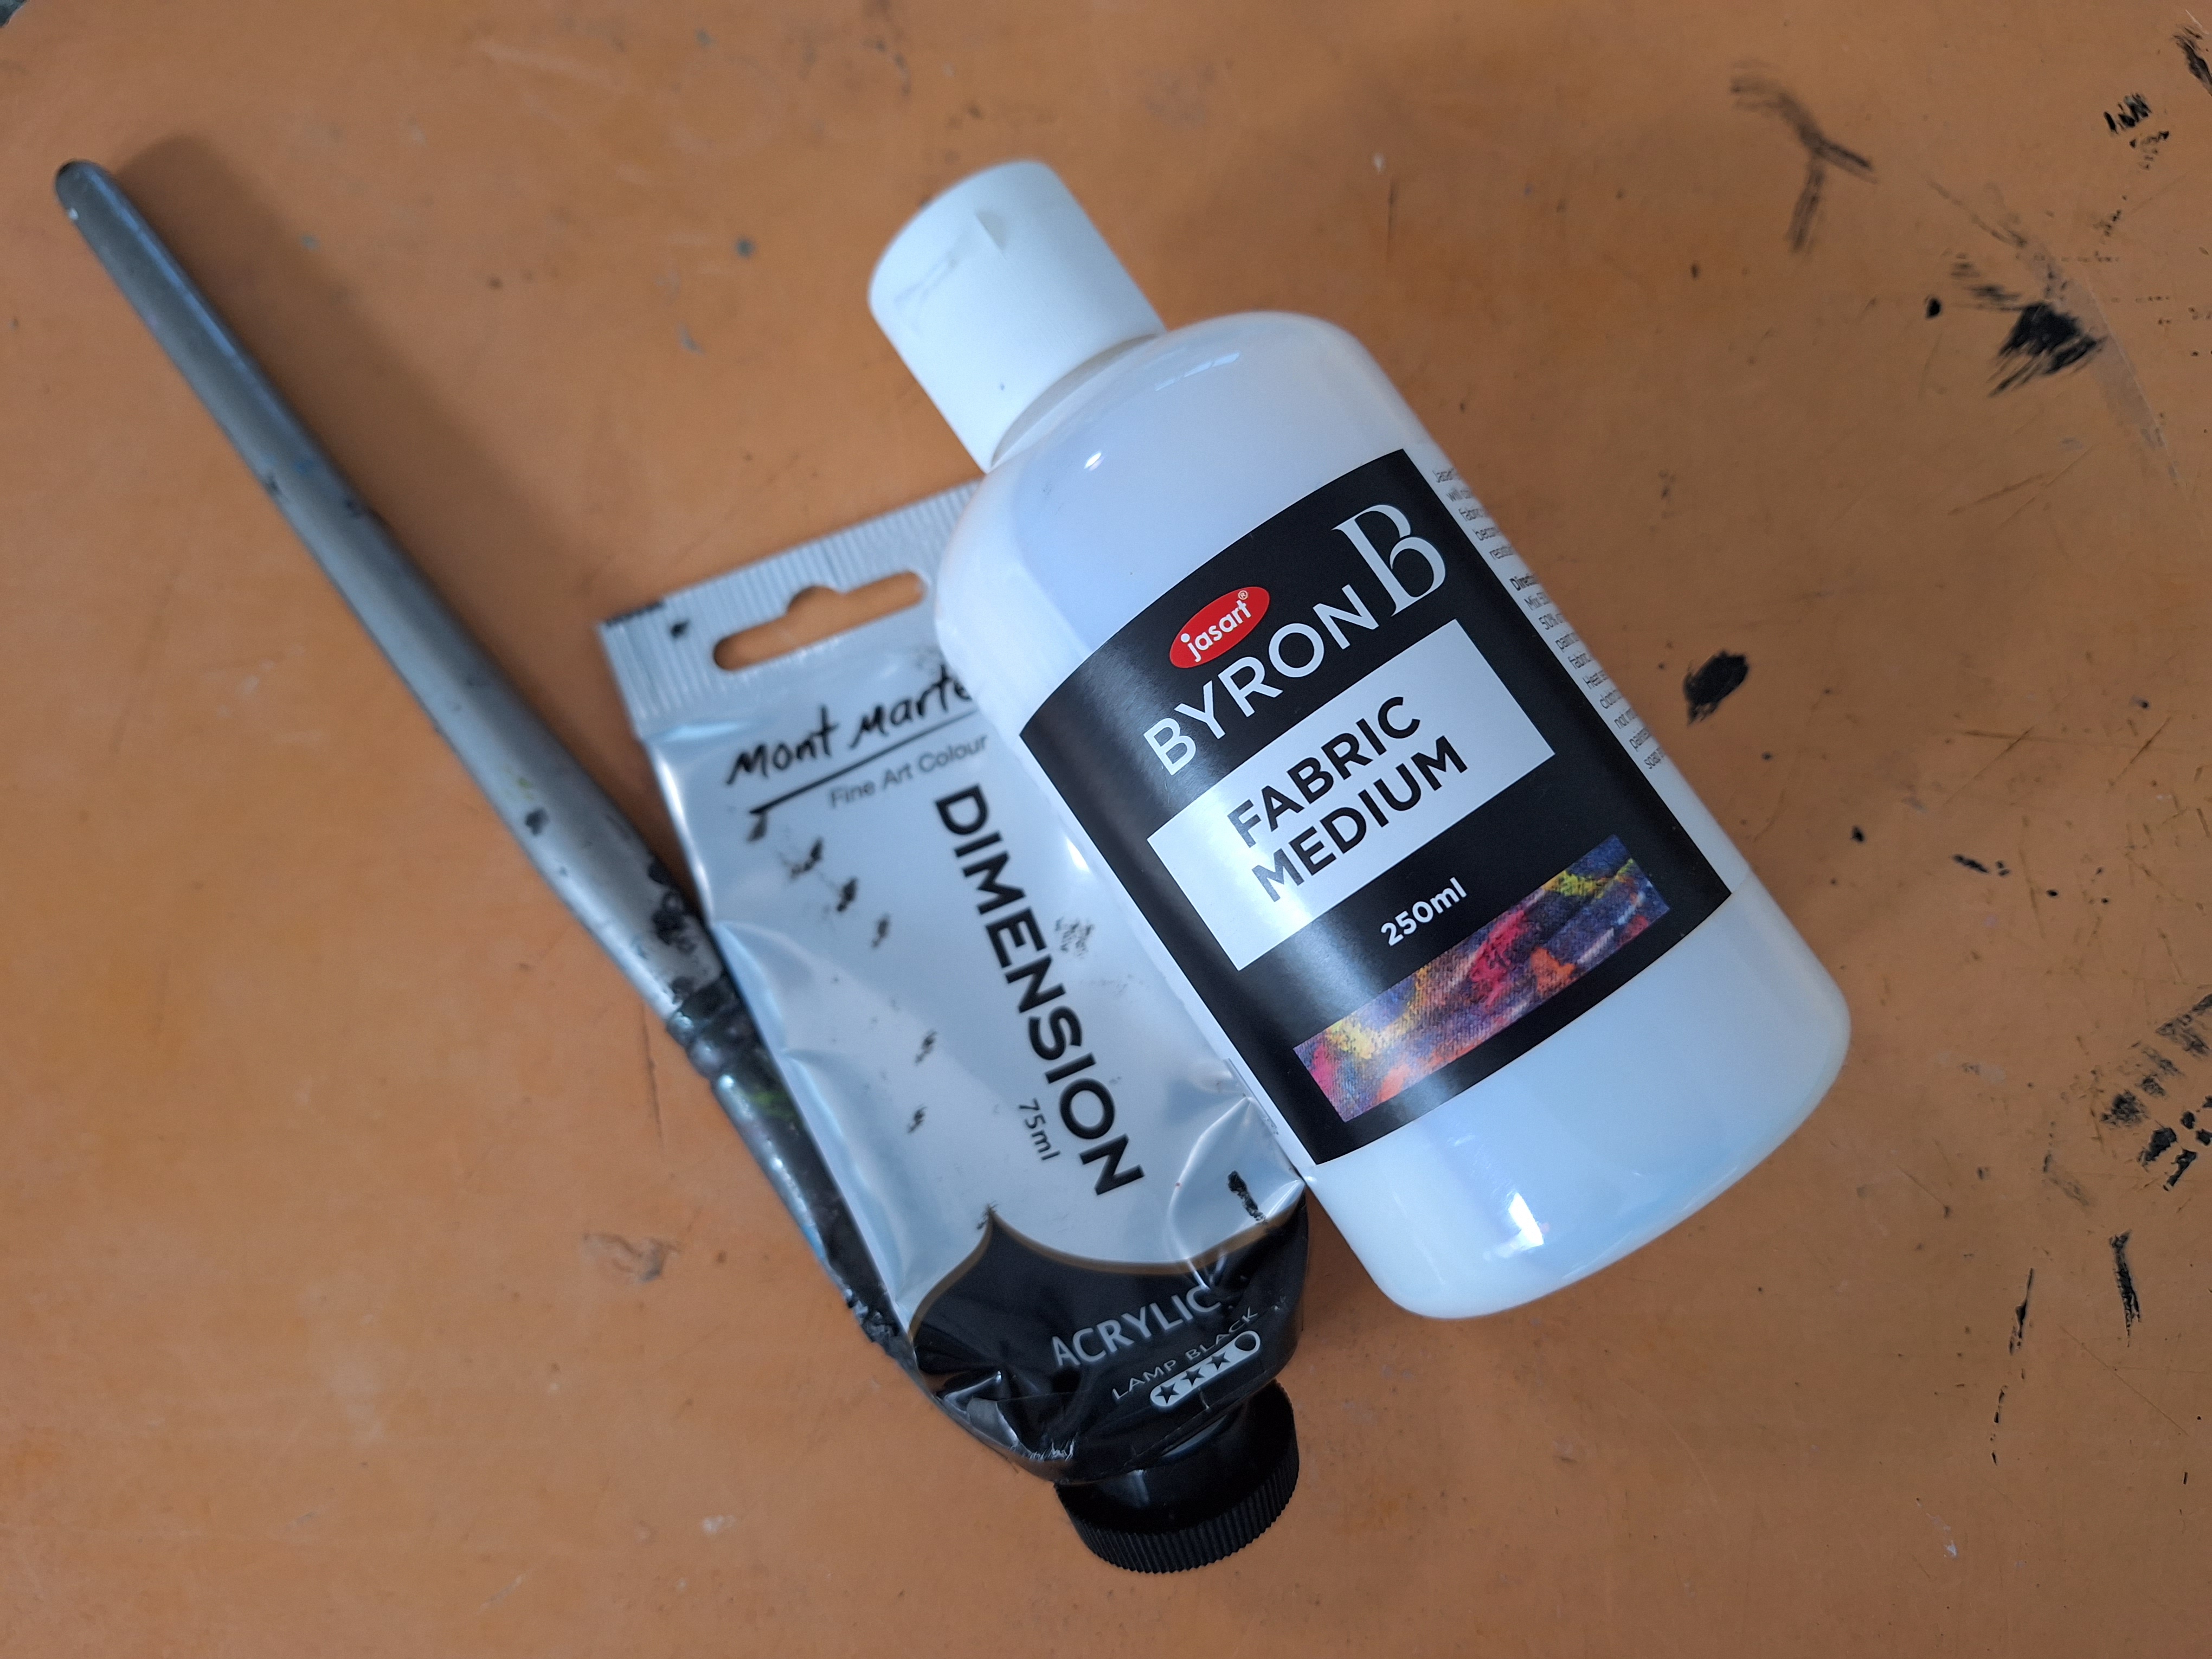 Mont Marte
Fine Art Colour
DIMENSION
75ml
ACRYLIC
LAMP BLACK
jasart®
BYRON B
FABRIC
MEDIUM
250ml